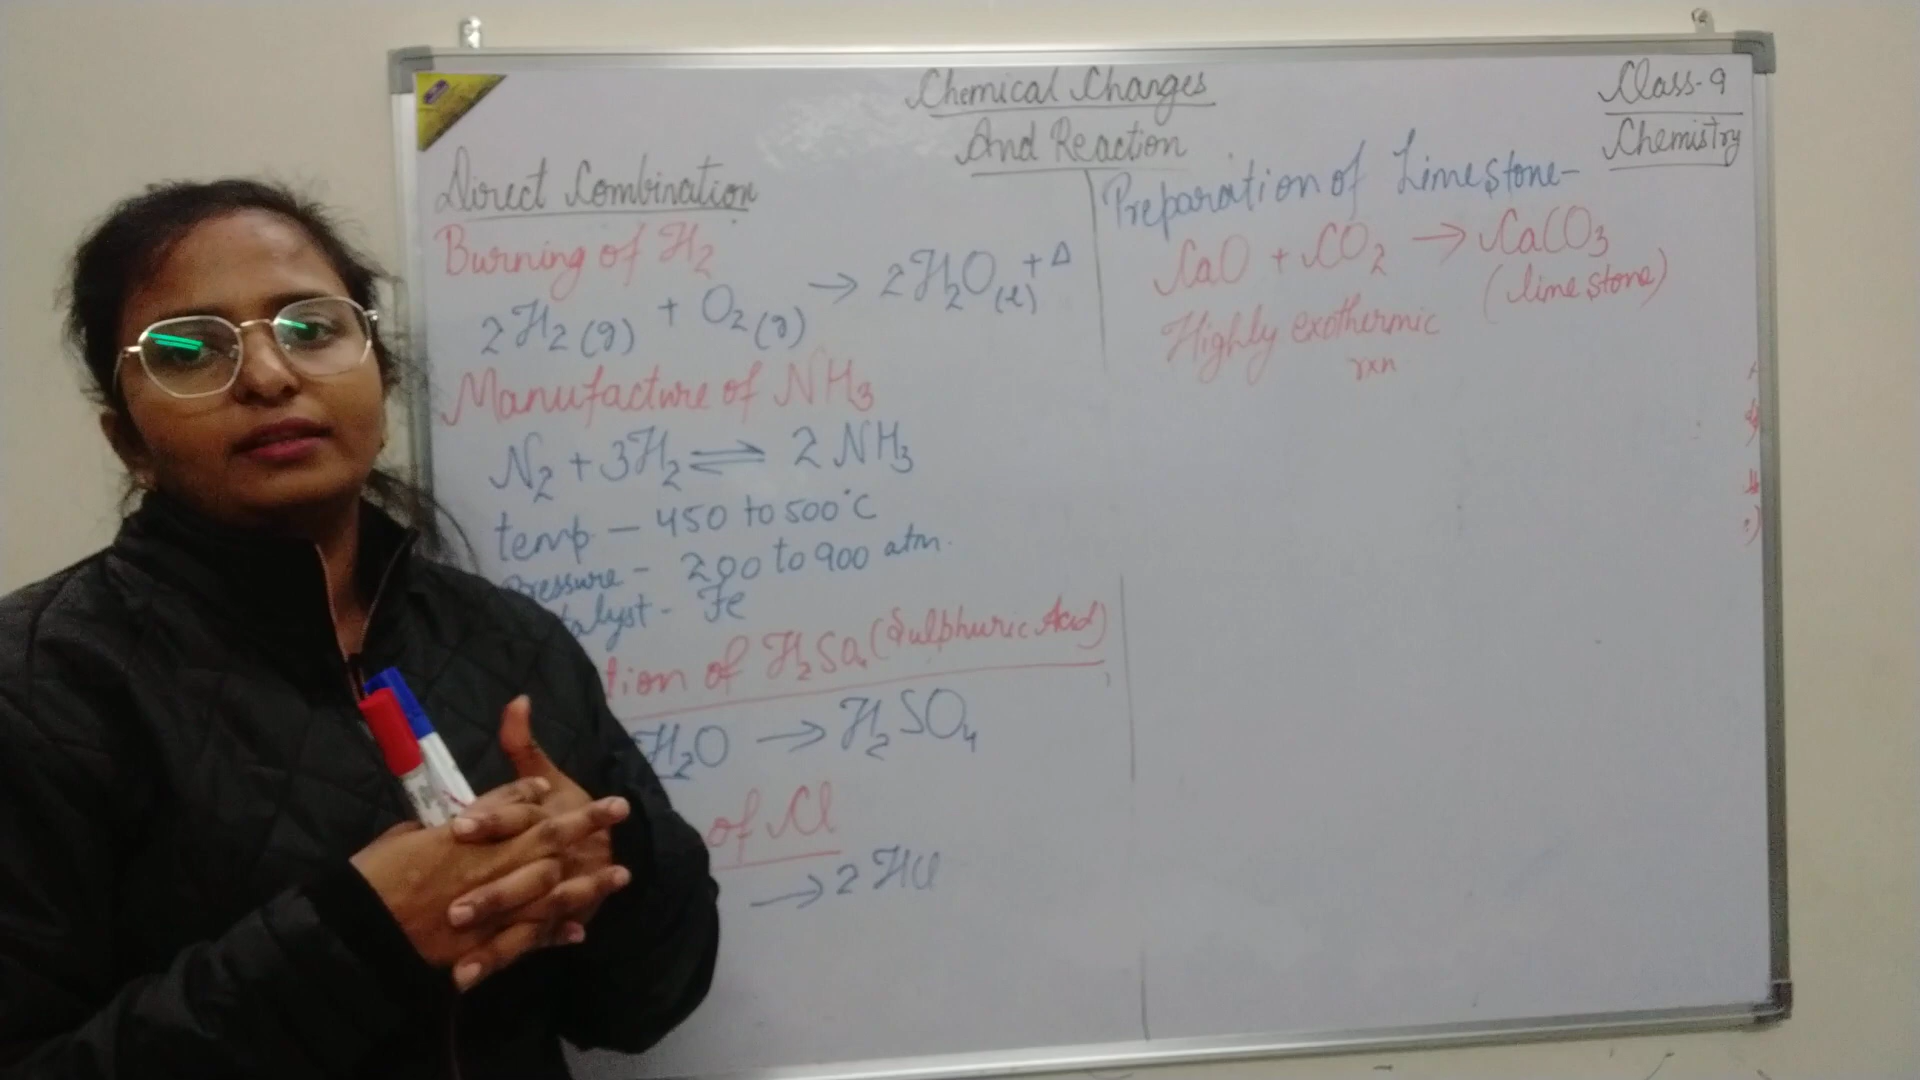 Chemical Changes
And Reaction
Class-9
Chemistry
Direct Combination
Burning of H₂
2H₂(g) + O₂(g) → 2H₂O(l) + Δ
Manufacture of NH₃
N₂ + 3H₂ ⇌ 2NH₃
temp – 450 to 500°C
Pressure – 200 to 900 atm.
alyst - Fe
tion of H₂SO₄ (Sulphuric Acid)
H₂O → H₂SO₄
of Cl
→ 2HCl
Preparation of Limestone-
CaO + CO₂ → CaCO₃
(lime stone)
Highly exothermic
rxn